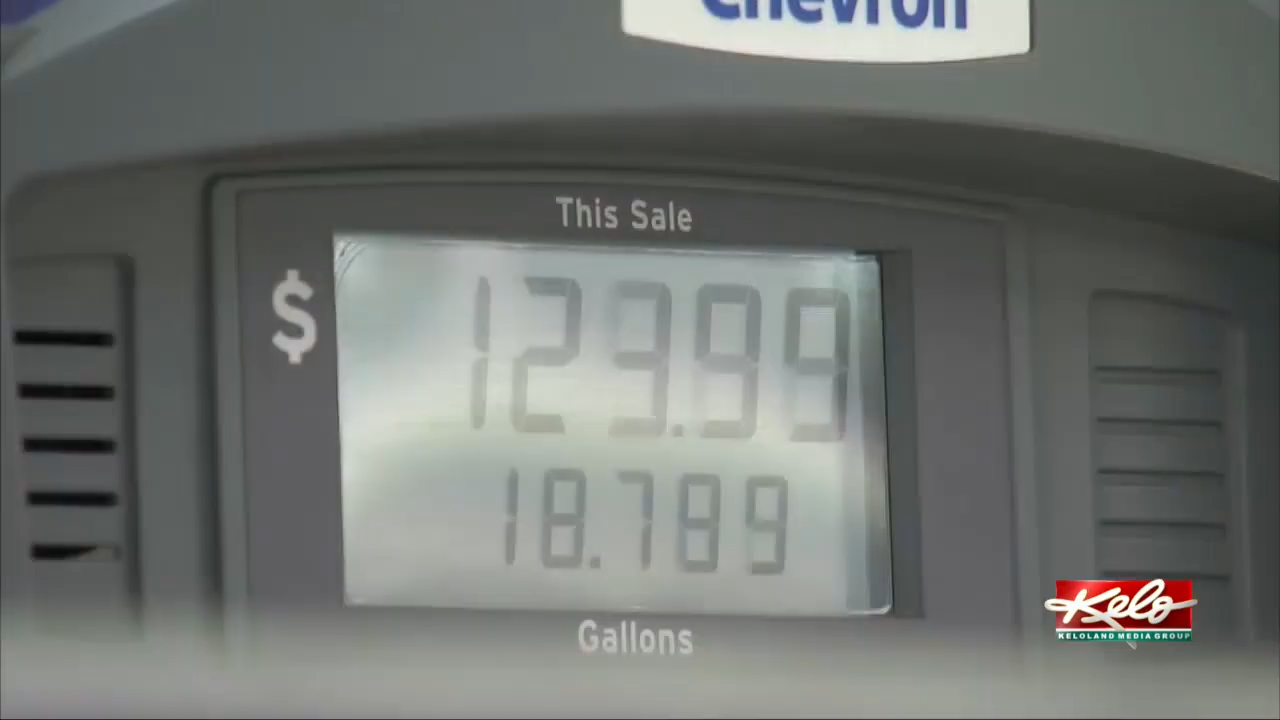 Chevron
This Sale
$ 123.99
18.789
Gallons
Kelo
KELOLAND MEDIA GROUP